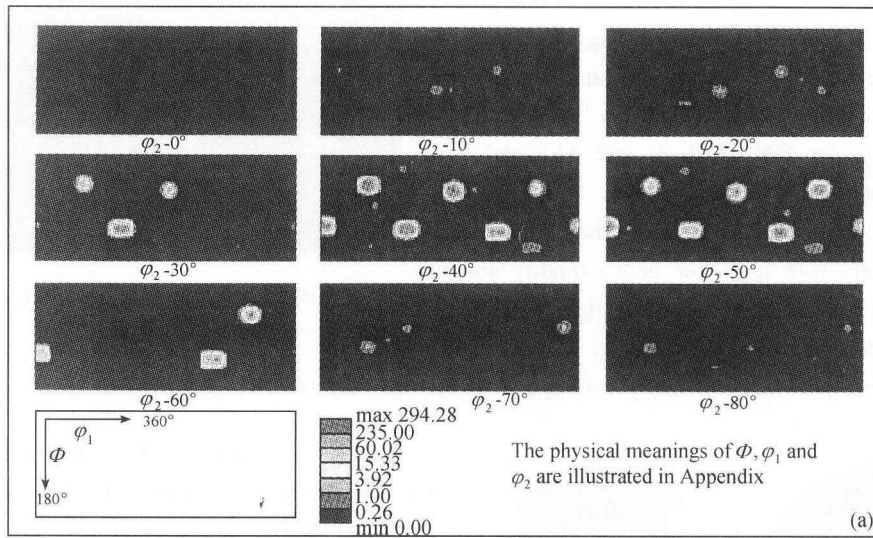 φ₂-0°
φ₂-10°
φ₂-20°
φ₂-30°
φ₂-40°
φ₂-50°
φ₂-60°
φ₂-70°
φ₂-80°
φ₁
360°
Φ
180°
max 294.28
235.00
60.02
15.33
3.92
1.00
0.26
min 0.00
The physical meanings of Φ, φ₁ and
φ₂ are illustrated in Appendix
(a)